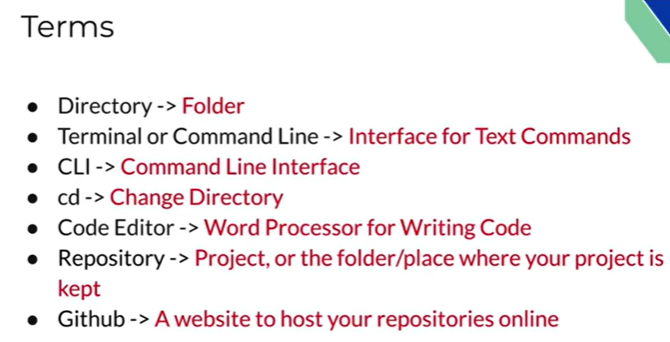 Terms
● Directory -> Folder
● Terminal or Command Line -> Interface for Text Commands
● CLI -> Command Line Interface
● cd -> Change Directory
● Code Editor -> Word Processor for Writing Code
● Repository -> Project, or the folder/place where your project is
kept
● Github -> A website to host your repositories online